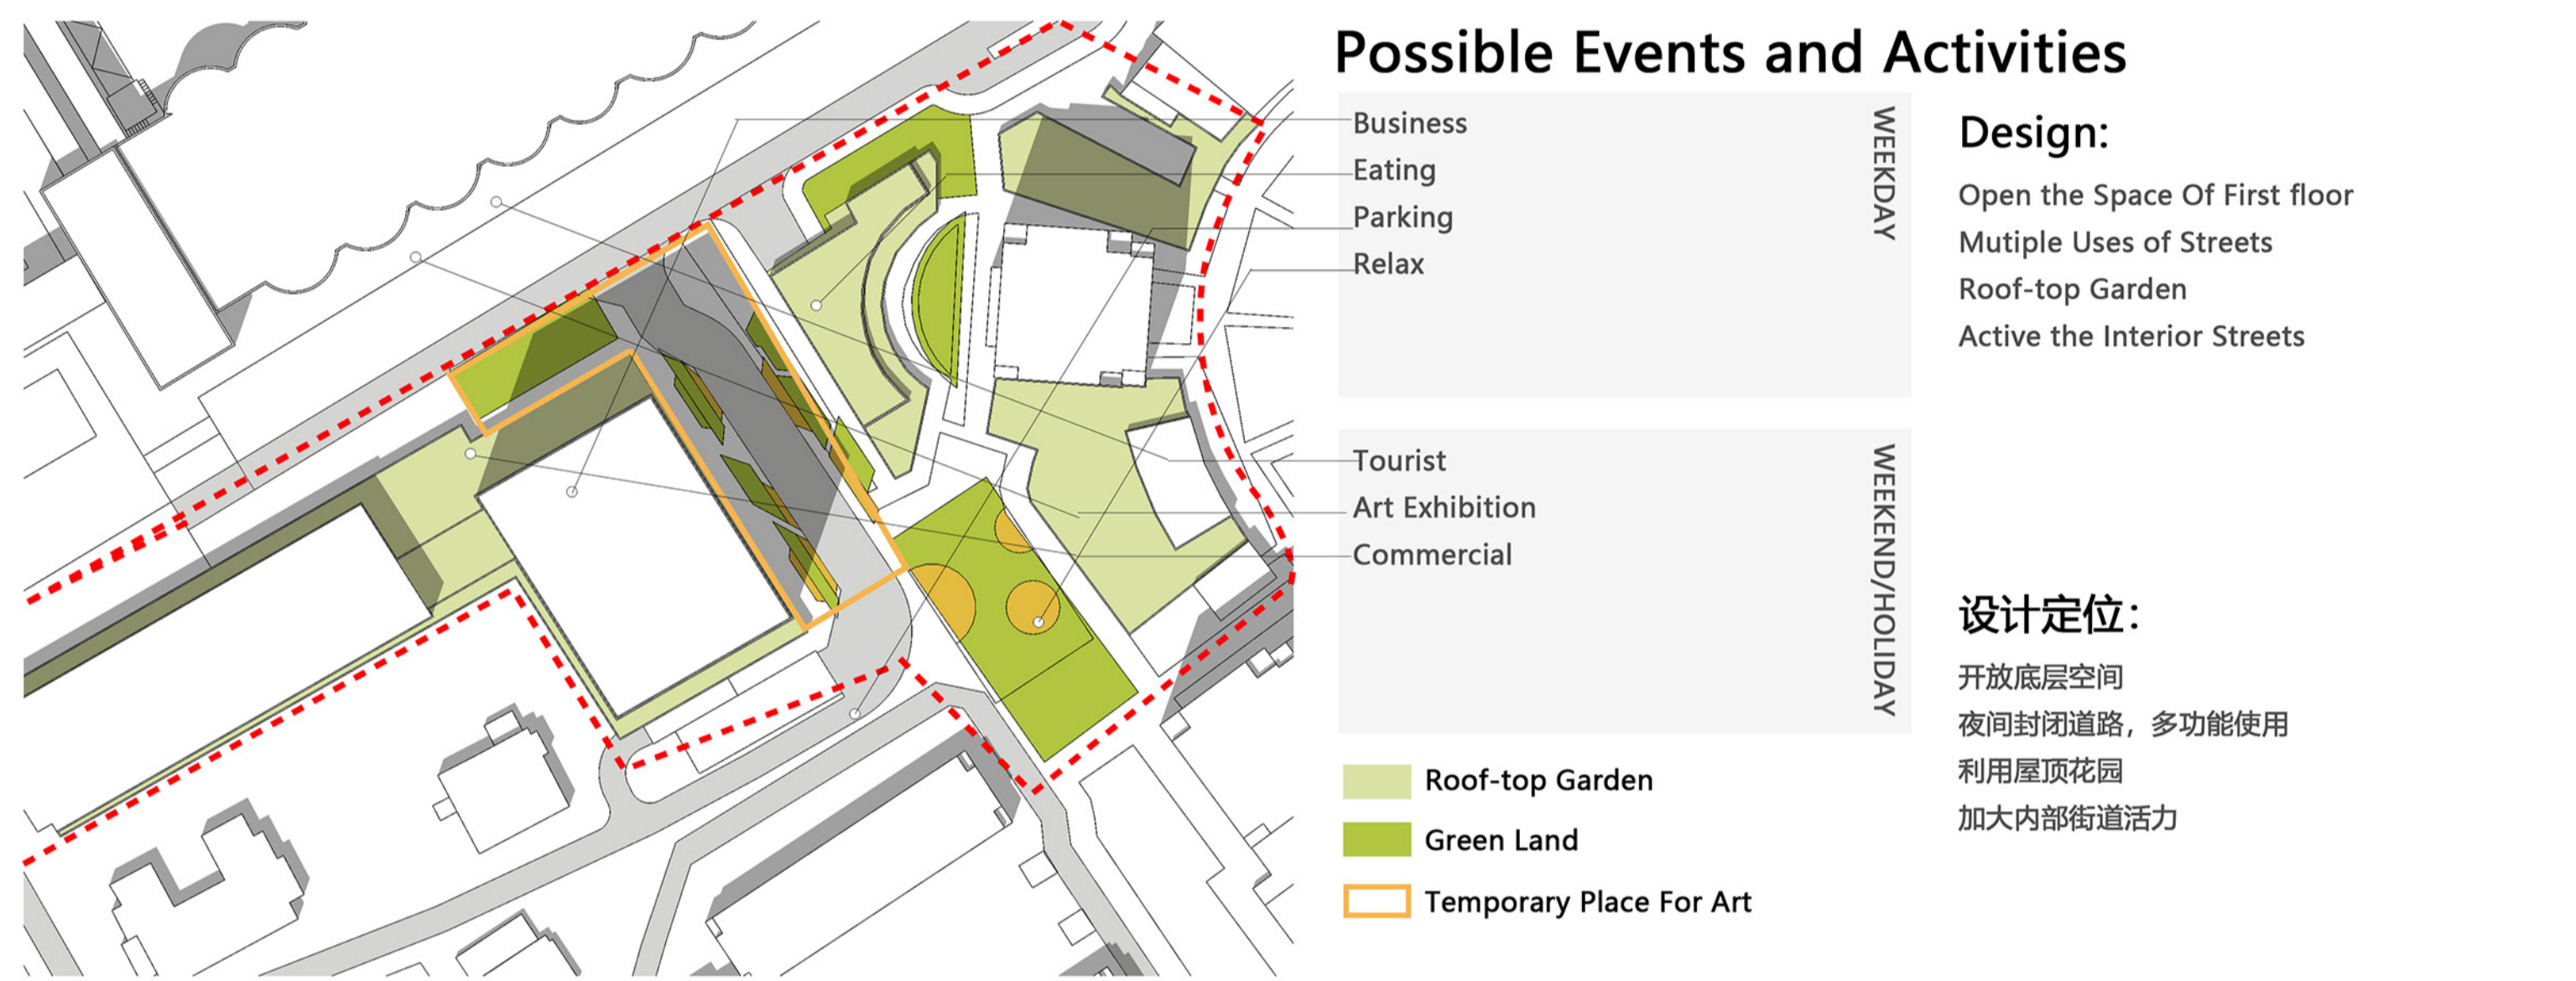 Possible Events and Activities
Business
Eating
Parking
Relax
WEEKDAY
Tourist
Art Exhibition
Commercial
WEEKEND/HOLIDAY
Roof-top Garden
Green Land
Temporary Place For Art
Design:
Open the Space Of First floor
Mutiple Uses of Streets
Roof-top Garden
Active the Interior Streets
设计定位：
开放底层空间
夜间封闭道路，多功能使用
利用屋顶花园
加大内部街道活力